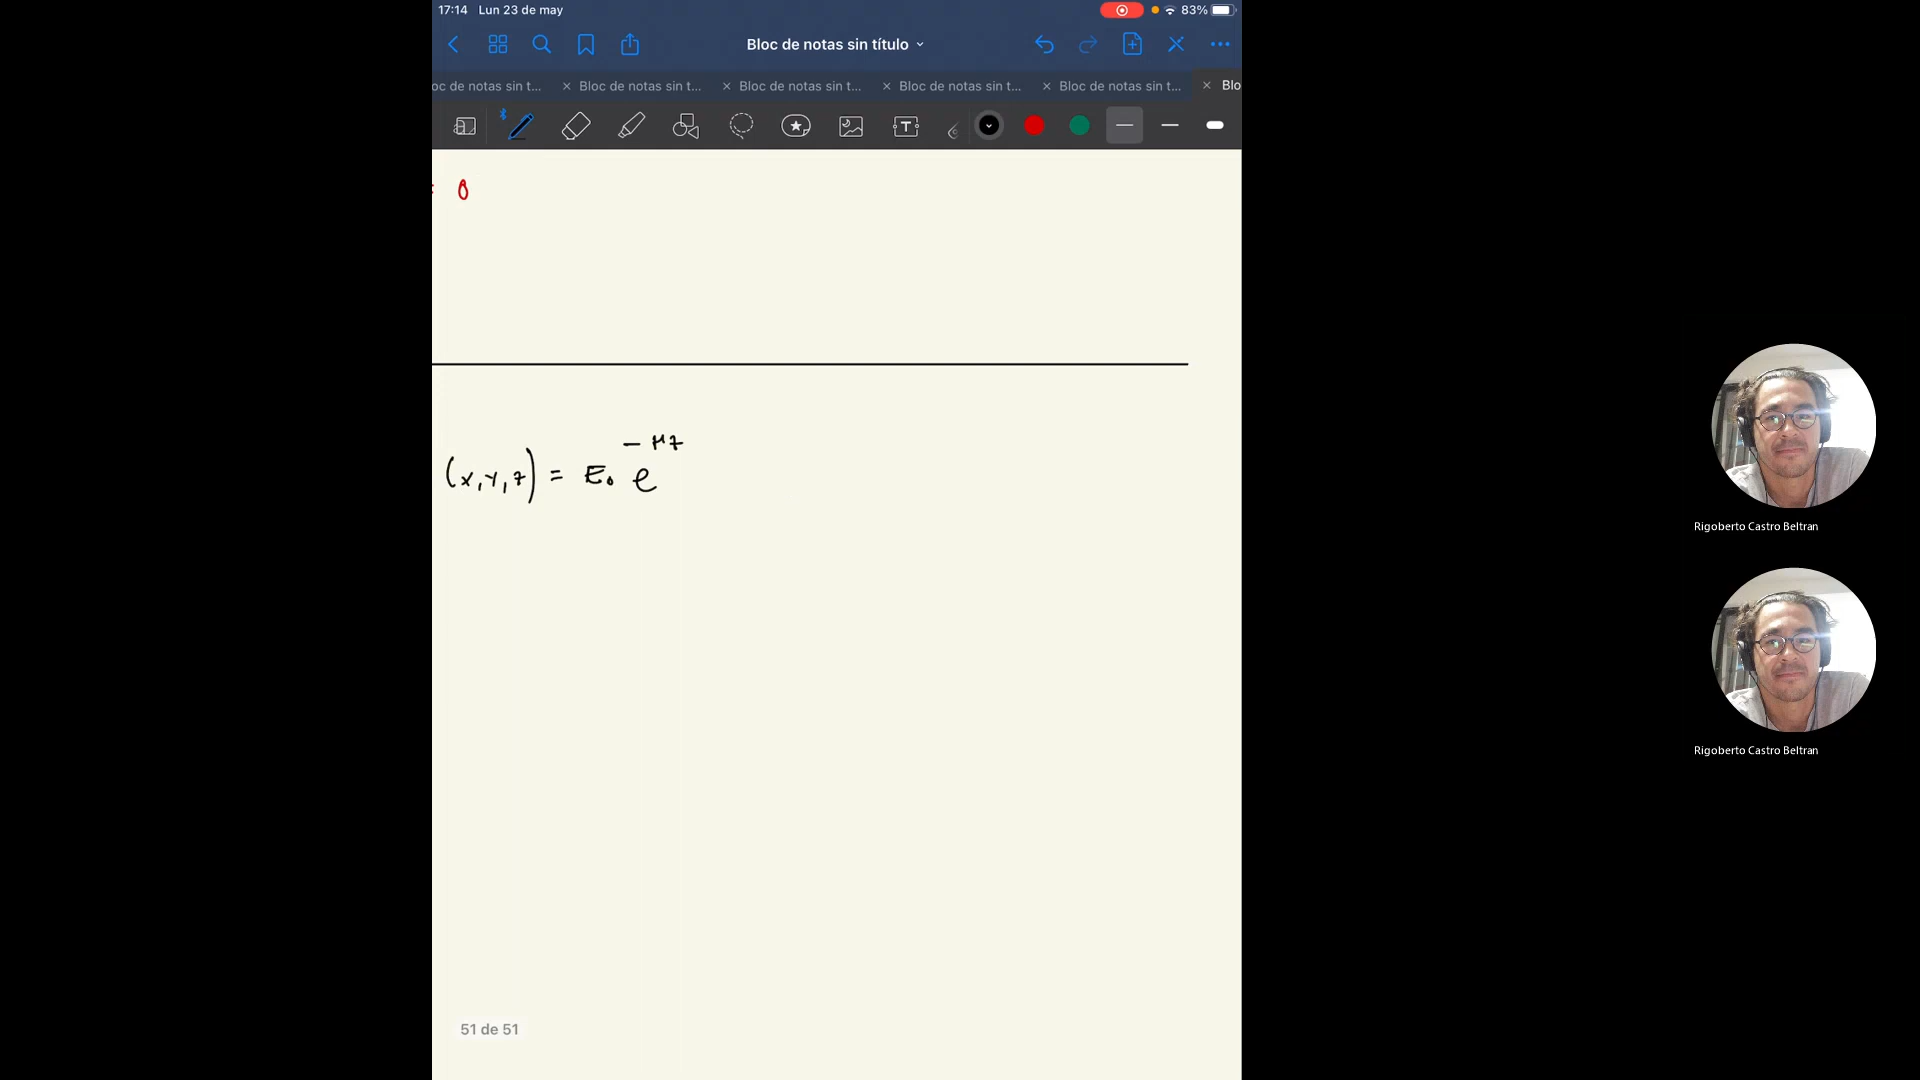 17:14 Lun 23 de may 83%
Bloc de notas sin título
oc de notas sin t... Bloc de notas sin t... Bloc de notas sin t... Bloc de notas sin t... Bloc de notas sin t... Blo
= 0
(x,y,z) = E₀ e^{-μz}
Rigoberto Castro Beltran
Rigoberto Castro Beltran
51 de 51